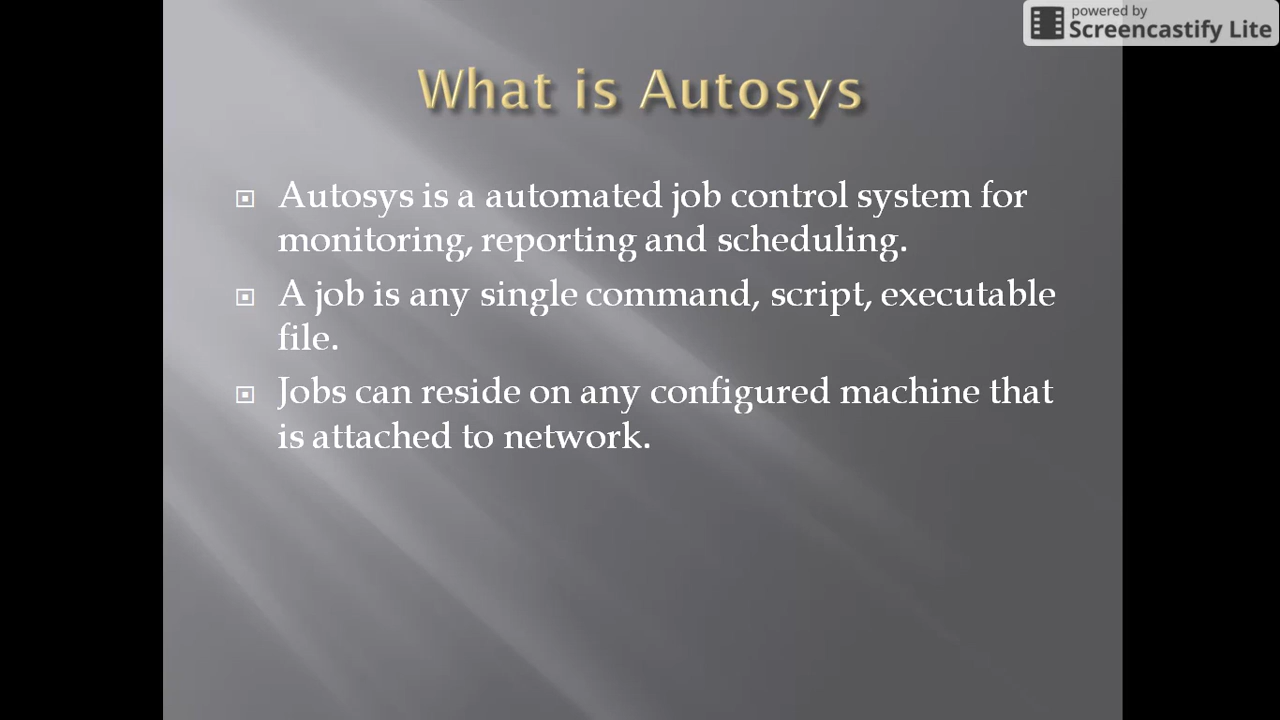 powered by
Screencastify Lite
What is Autosys
Autosys is a automated job control system for
monitoring, reporting and scheduling.
A job is any single command, script, executable
file.
Jobs can reside on any configured machine that
is attached to network.